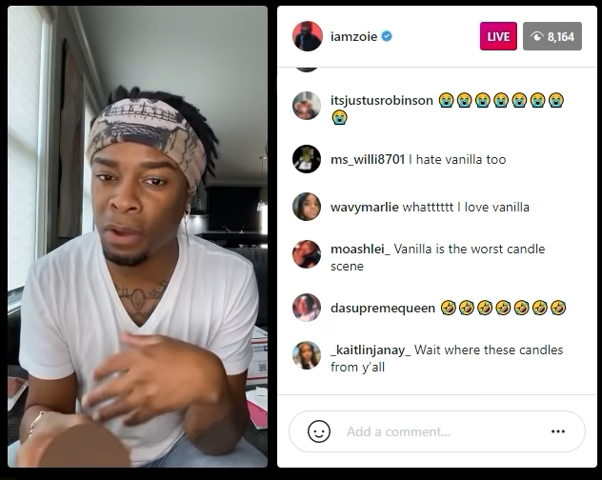 iamzoie LIVE 8,164
itsjustusrobinson 😭😭😭😭😭😭😭
😭
ms_willi8701 I hate vanilla too
wavymarlie whatttttt I love vanilla
moashlei_ Vanilla is the worst candle
scene
dasupremequeen 🤣🤣🤣🤣🤣🤣🤣
_kaitlinjanay_ Wait where these candles
from y'all
Add a comment...